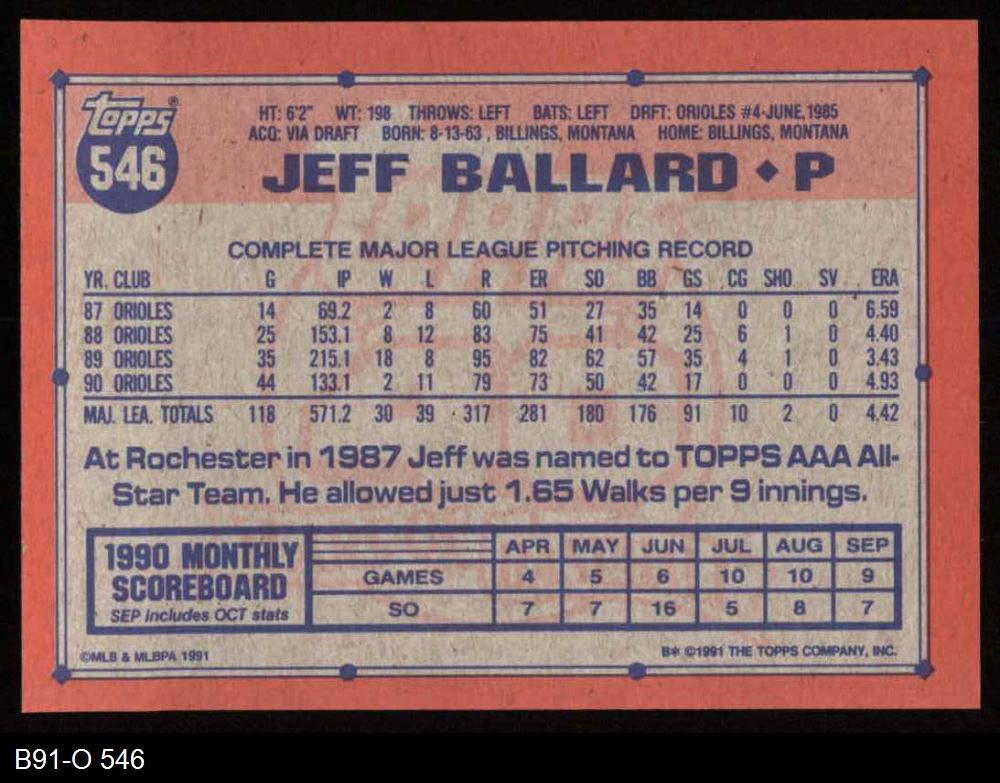 TOPPS®
546
HT: 6'2" WT: 198 THROWS: LEFT BATS: LEFT DRFT: ORIOLES #4-JUNE, 1985
ACQ: VIA DRAFT BORN: 8-13-63, BILLINGS, MONTANA HOME: BILLINGS, MONTANA
JEFF BALLARD ◆ P
COMPLETE MAJOR LEAGUE PITCHING RECORD
YR. CLUB G IP W L R ER SO BB GS CG SHO SV ERA
87 ORIOLES 14 69.2 2 8 60 51 27 35 14 0 0 0 6.59
88 ORIOLES 25 153.1 8 12 83 75 41 42 25 6 1 0 4.40
89 ORIOLES 35 215.1 18 8 95 82 62 57 35 4 1 0 3.43
90 ORIOLES 44 133.1 2 11 79 73 50 42 17 0 0 0 4.93
MAJ. LEA. TOTALS 118 571.2 30 39 317 281 180 176 91 10 2 0 4.42
At Rochester in 1987 Jeff was named to TOPPS AAA All-
Star Team. He allowed just 1.65 Walks per 9 innings.
1990 MONTHLY
SCOREBOARD
SEP includes OCT stats
APR MAY JUN JUL AUG SEP
GAMES 4 5 6 10 10 9
SO 7 7 16 5 8 7
©MLB & MLBPA 1991
B* ©1991 THE TOPPS COMPANY, INC.
B91-O 546